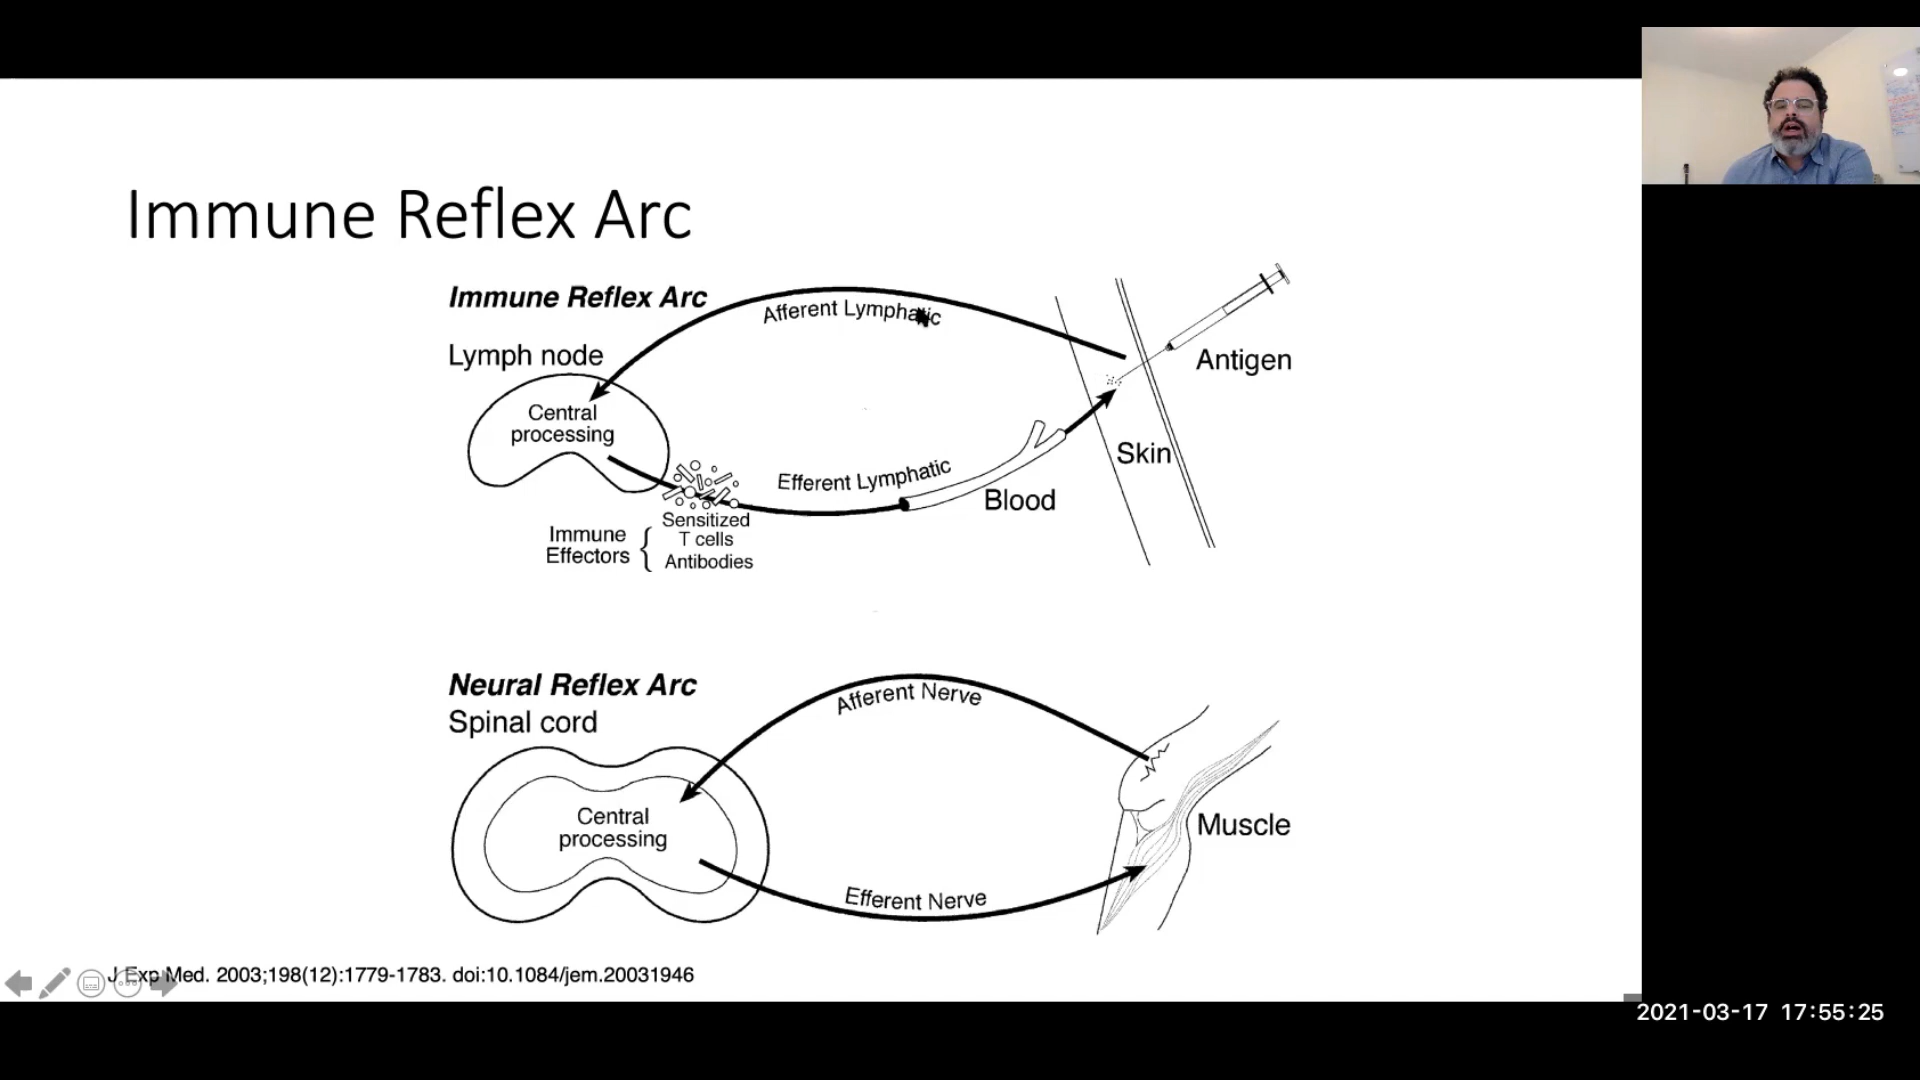 Immune Reflex Arc
Immune Reflex Arc
Afferent Lymphatic
Lymph node
Antigen
Central
processing
Skin
Efferent Lymphatic
Blood
Sensitized
T cells
Antibodies
Immune
Effectors
Neural Reflex Arc
Spinal cord
Afferent Nerve
Central
processing
Muscle
Efferent Nerve
J Exp Med. 2003;198(12):1779-1783. doi:10.1084/jem.20031946
2021-03-17 17:55:25